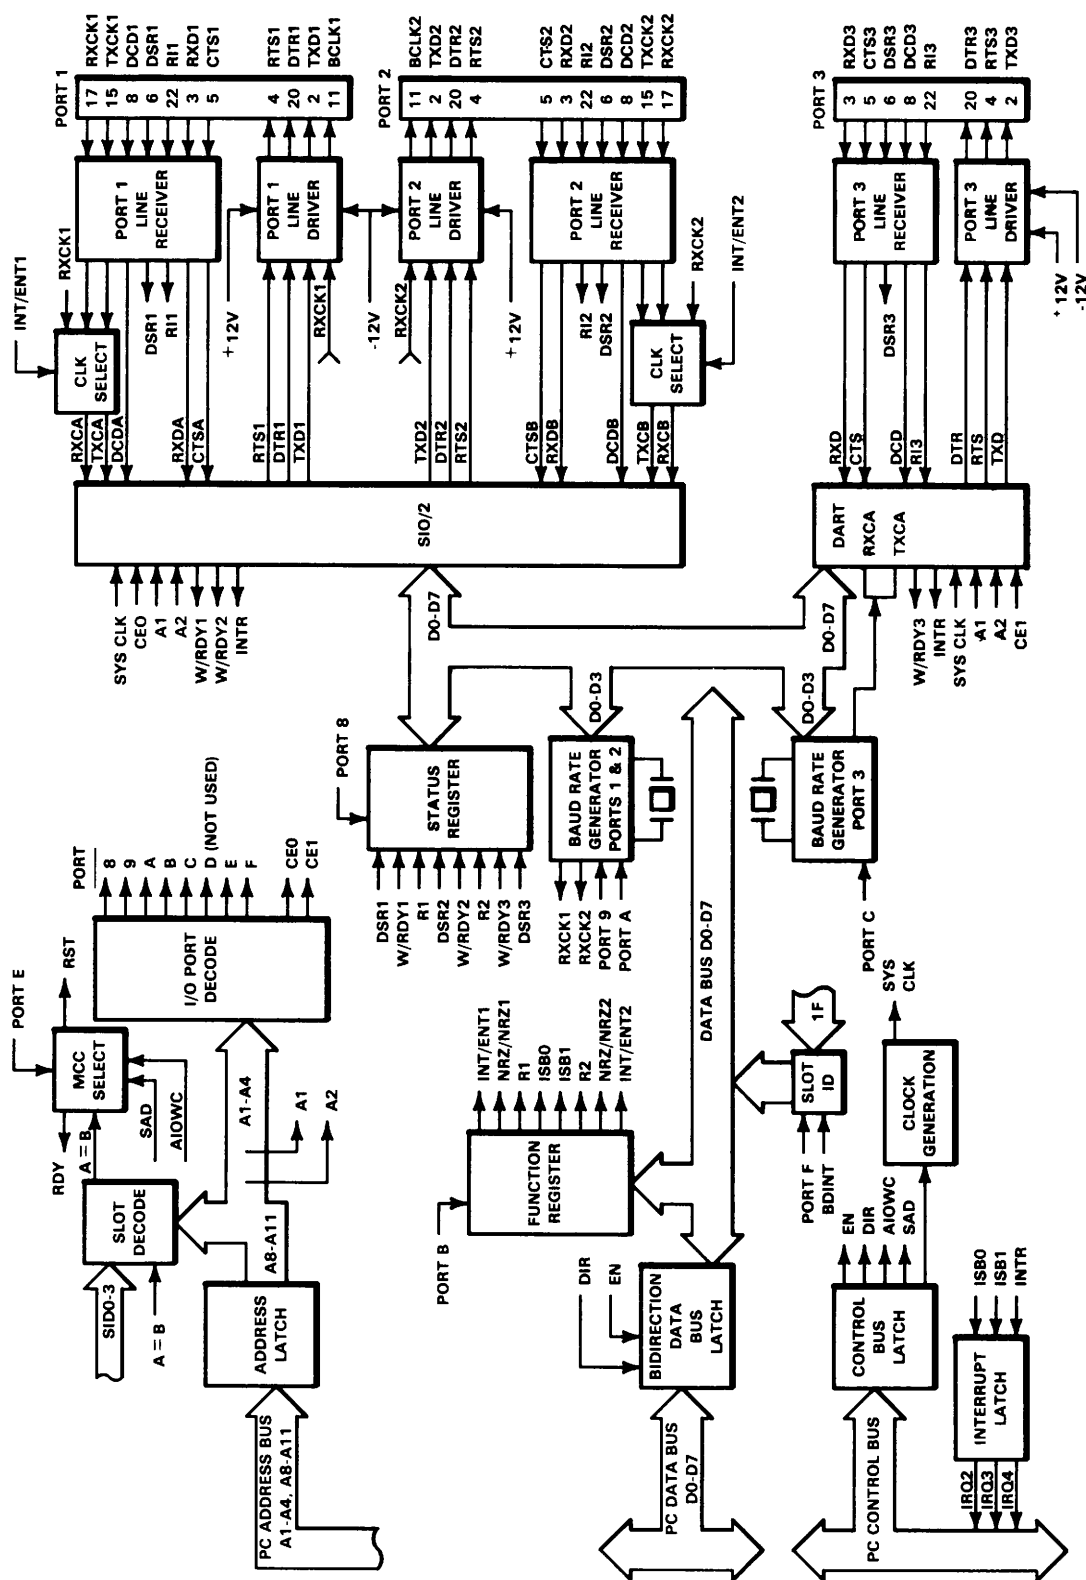 PC ADDRESS BUS
A1-A4, A8-A11
ADDRESS
LATCH
A8-A11
A1-A4
A1
A2
SID0-3
A = B
SLOT
DECODE
A = B
RDY
SAD
AIOWC
PORT E
MCC
SELECT
RST
I/O PORT
DECODE
PORT
8
9
A
B
C
D (NOT USED)
E
F
CE0
CE1
INT/ENT1
RXCK1
CLK
SELECT
SYS CLK
CEO
A1
A2
W/RDY1
W/RDY2
INTR
SIO/2
D0-D7
RXCA
TXCA
DCDA
RXDA
CTSA
RTS1
DTR1
TXD1
TXD2
DTR2
RTS2
CTSB
RXDB
DCDB
TXCB
RXCB
DSR1
RI1
+12V
RXCK1
-12V
RXCK2
+12V
RI2
DSR2
CLK
SELECT
RXCK2
INT/ENT2
PORT 1
LINE
RECEIVER
PORT 1
LINE
DRIVER
PORT 2
LINE
DRIVER
PORT 2
LINE
RECEIVER
PORT 1
17 RXCK1
15 TXCK1
8 DCD1
6 DSR1
22 RI1
3 RXD1
5 CTS1
4 RTS1
20 DTR1
2 TXD1
11 BCLK1
PORT 2
11 BCLK2
2 TXD2
20 DTR2
4 RTS2
5 CTS2
3 RXD2
22 RI2
6 DSR2
8 DCD2
15 TXCK2
17 RXCK2
PC DATA BUS
D0-D7
DIR
EN
BIDIRECTION
DATA
BUS
LATCH
PORT B
FUNCTION
REGISTER
INT/ENT1
NRZ/NRZ1
R1
ISB0
ISB1
R2
NRZ/NRZ2
INT/ENT2
DATA BUS D0-D7
DSR1
W/RDY1
R1
DSR2
W/RDY2
R2
W/RDY3
DSR3
PORT 8
STATUS
REGISTER
RXCK1
RXCK2
PORT 9
PORT A
BAUD RATE
GENERATOR
PORTS 1 & 2
D0-D3
D0-D3
PORT C
BAUD RATE
GENERATOR
PORT 3
PORT F
BDINT
SLOT
ID
1F
PC CONTROL BUS
CONTROL
BUS
LATCH
EN
DIR
AIOWC
SAD
CLOCK
GENERATION
SYS
CLK
IRQ2
IRQ3
IRQ4
INTERRUPT
LATCH
ISB0
ISB1
INTR
D0-D7
DART
RXCA
TXCA
W/RDY3
INTR
SYS CLK
A1
A2
CE1
RXD
CTS
DCD
RI3
DTR
RTS
TXD
DSR3
PORT 3
LINE
RECEIVER
PORT 3
LINE
DRIVER
+12V
-12V
PORT 3
3 RXD3
5 CTS3
6 DSR3
8 DCD3
22 RI3
20 DTR3
4 RTS3
2 TXD3